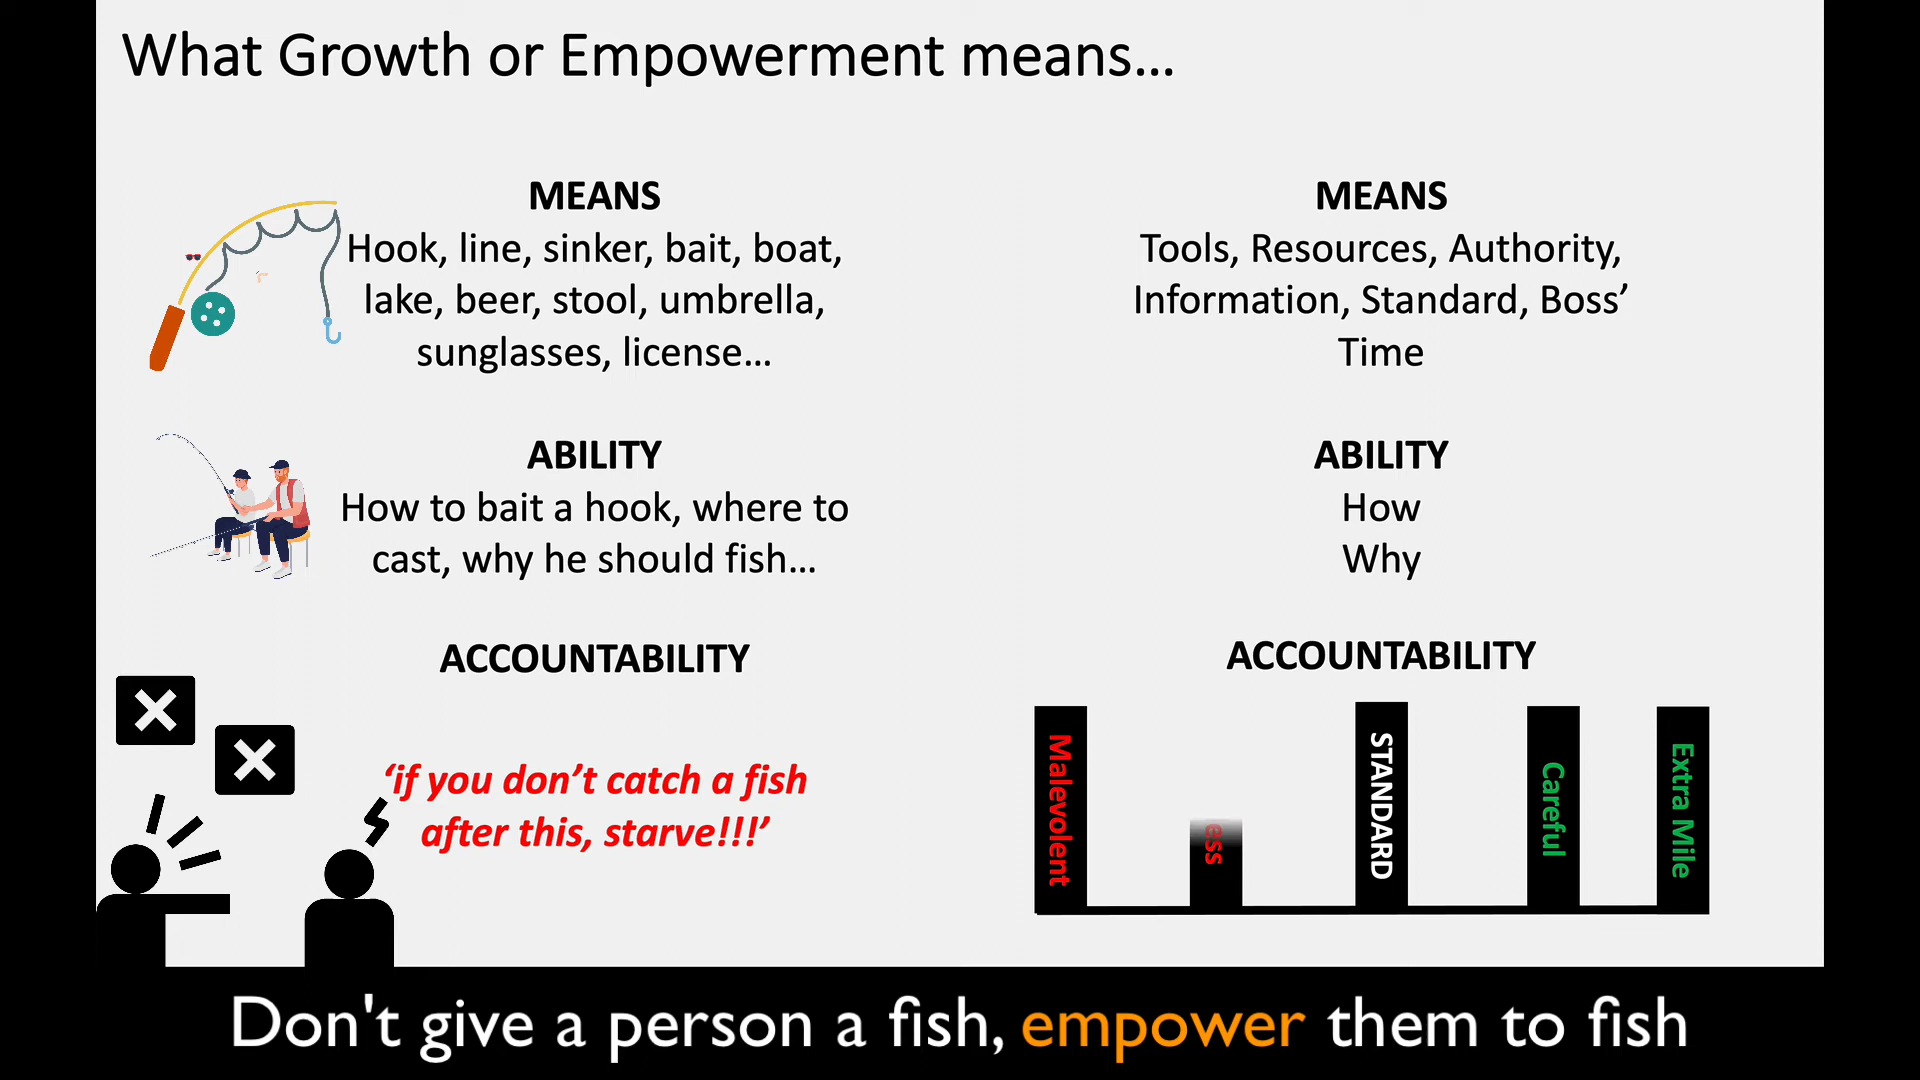 What Growth or Empowerment means...
MEANS
Hook, line, sinker, bait, boat,
lake, beer, stool, umbrella,
sunglasses, license...
ABILITY
How to bait a hook, where to
cast, why he should fish...
ACCOUNTABILITY
‘if you don’t catch a fish
after this, starve!!!’
MEANS
Tools, Resources, Authority,
Information, Standard, Boss’
Time
ABILITY
How
Why
ACCOUNTABILITY
Malevolent
STANDARD
Careful
Extra Mile
Don't give a person a fish, empower them to fish